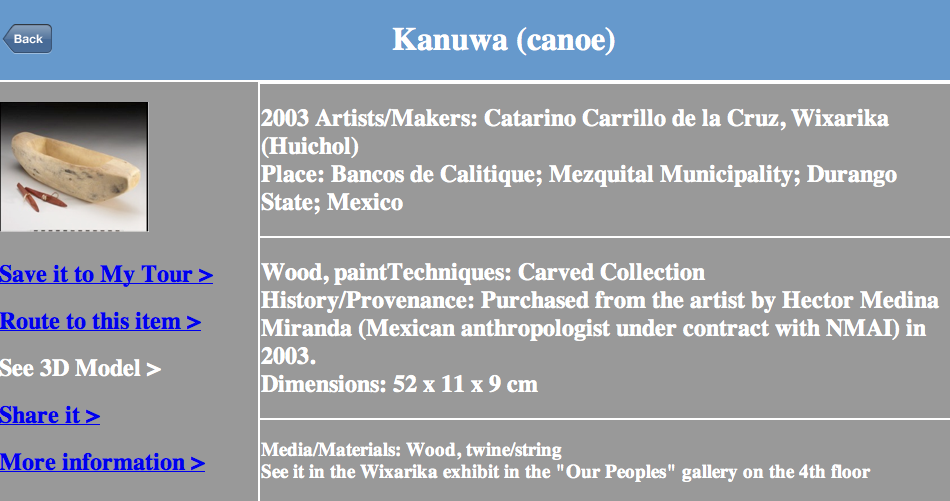 Back
Kanuwa (canoe)
Save it to My Tour >
Route to this item >
See 3D Model >
Share it >
More information >
2003 Artists/Makers: Catarino Carrillo de la Cruz, Wixarika
(Huichol)
Place: Bancos de Calitique; Mezquital Municipality; Durango
State; Mexico
Wood, paintTechniques: Carved Collection
History/Provenance: Purchased from the artist by Hector Medina
Miranda (Mexican anthropologist under contract with NMAI) in
2003.
Dimensions: 52 x 11 x 9 cm
Media/Materials: Wood, twine/string
See it in the Wixarika exhibit in the "Our Peoples" gallery on the 4th floor